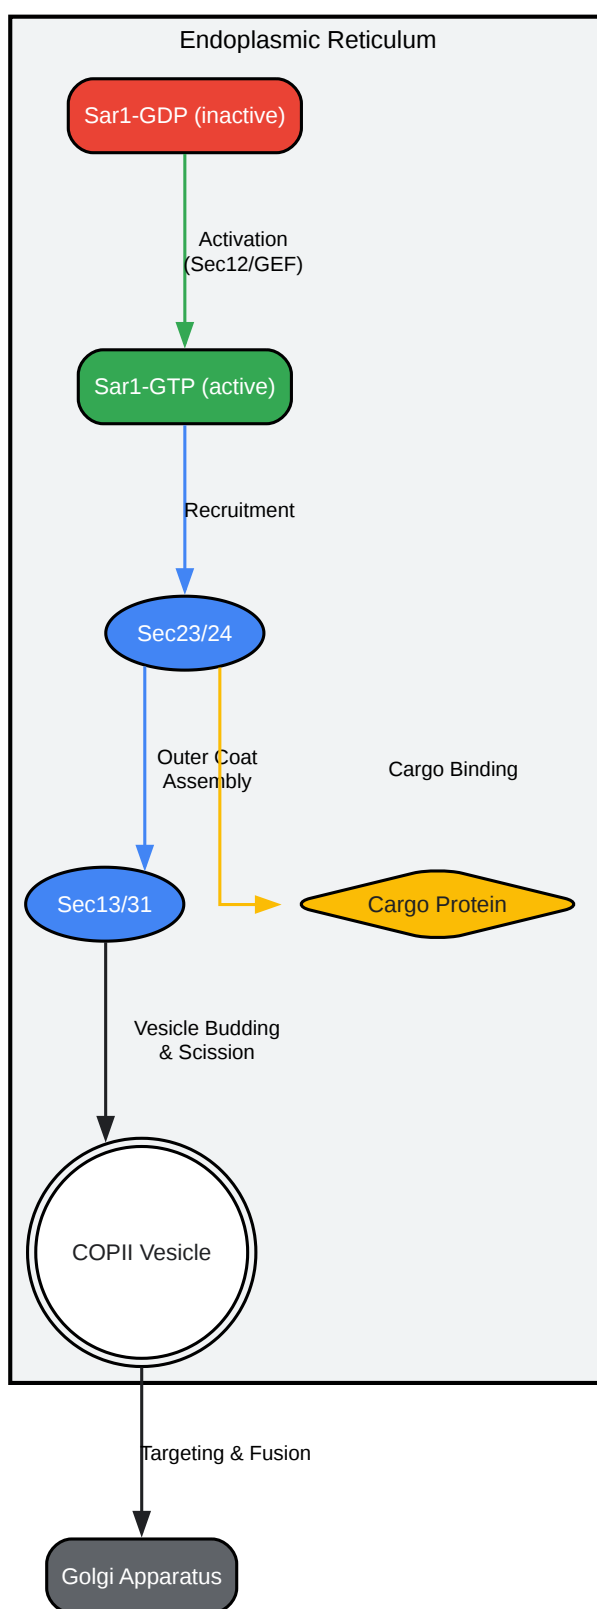 Endoplasmic Reticulum
Sar1-GDP (inactive)
Activation
(Sec12/GEF)
Sar1-GTP (active)
Recruitment
Sec23/24
Outer Coat
Assembly
Cargo Binding
Sec13/31
Cargo Protein
Vesicle Budding
& Scission
COPII Vesicle
Targeting & Fusion
Golgi Apparatus